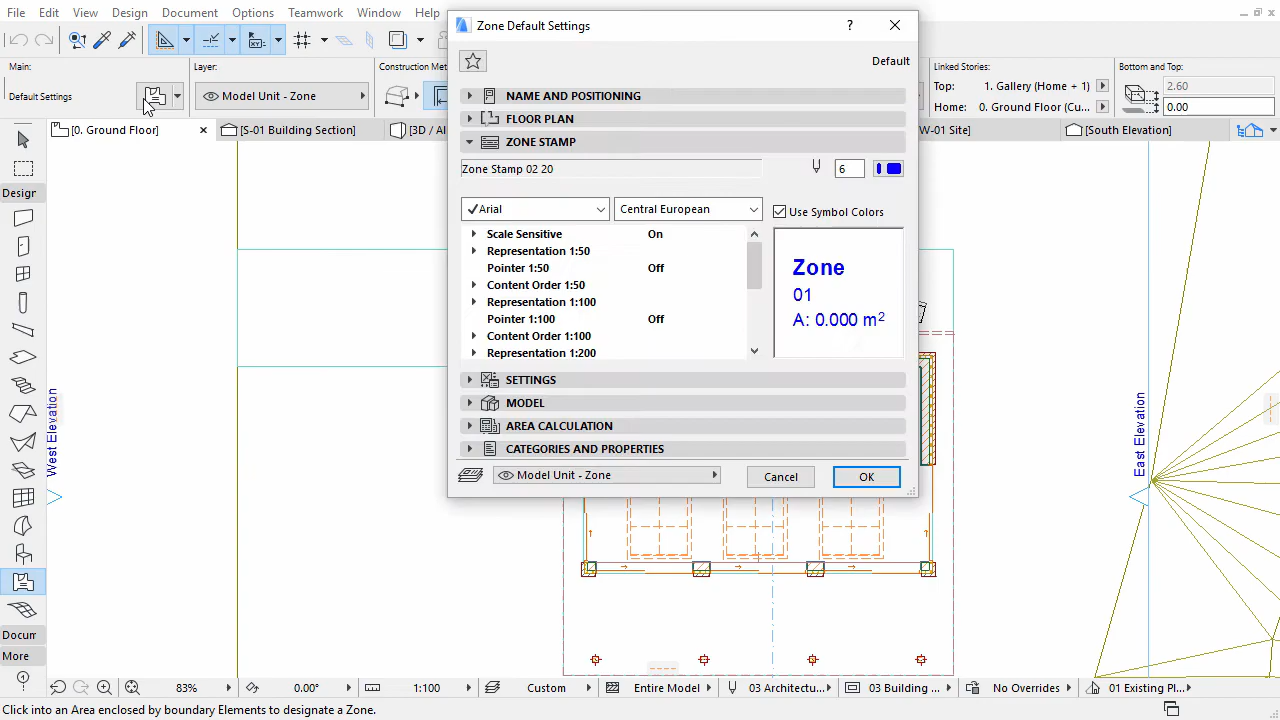 File Edit View Design Document Options Teamwork Window Help
Zone Default Settings
?
Default
Main:
Layer:
Linked Stories:
Bottom and Top:
Default Settings
Model Unit - Zone
Top:
1. Gallery (Home + 1)
2.60
Home:
0. Ground Floor (Cu...
0.00
[0. Ground Floor]
[S-01 Building Section]
[South Elevation]
NAME AND POSITIONING
FLOOR PLAN
ZONE STAMP
Zone Stamp 02 20
6
Arial
Central European
Use Symbol Colors
Scale Sensitive On
Representation 1:50
Pointer 1:50 Off
Content Order 1:50
Representation 1:100
Pointer 1:100 Off
Content Order 1:100
Representation 1:200
Zone
01
A: 0.000 m²
SETTINGS
MODEL
AREA CALCULATION
CATEGORIES AND PROPERTIES
Model Unit - Zone
Cancel
OK
Design
West Elevation
East Elevation
More
83%
0.00°
1:100
Custom
Entire Model
03 Architectu...
03 Building ...
No Overrides
01 Existing Pl...
Click into an Area enclosed by boundary Elements to designate a Zone.